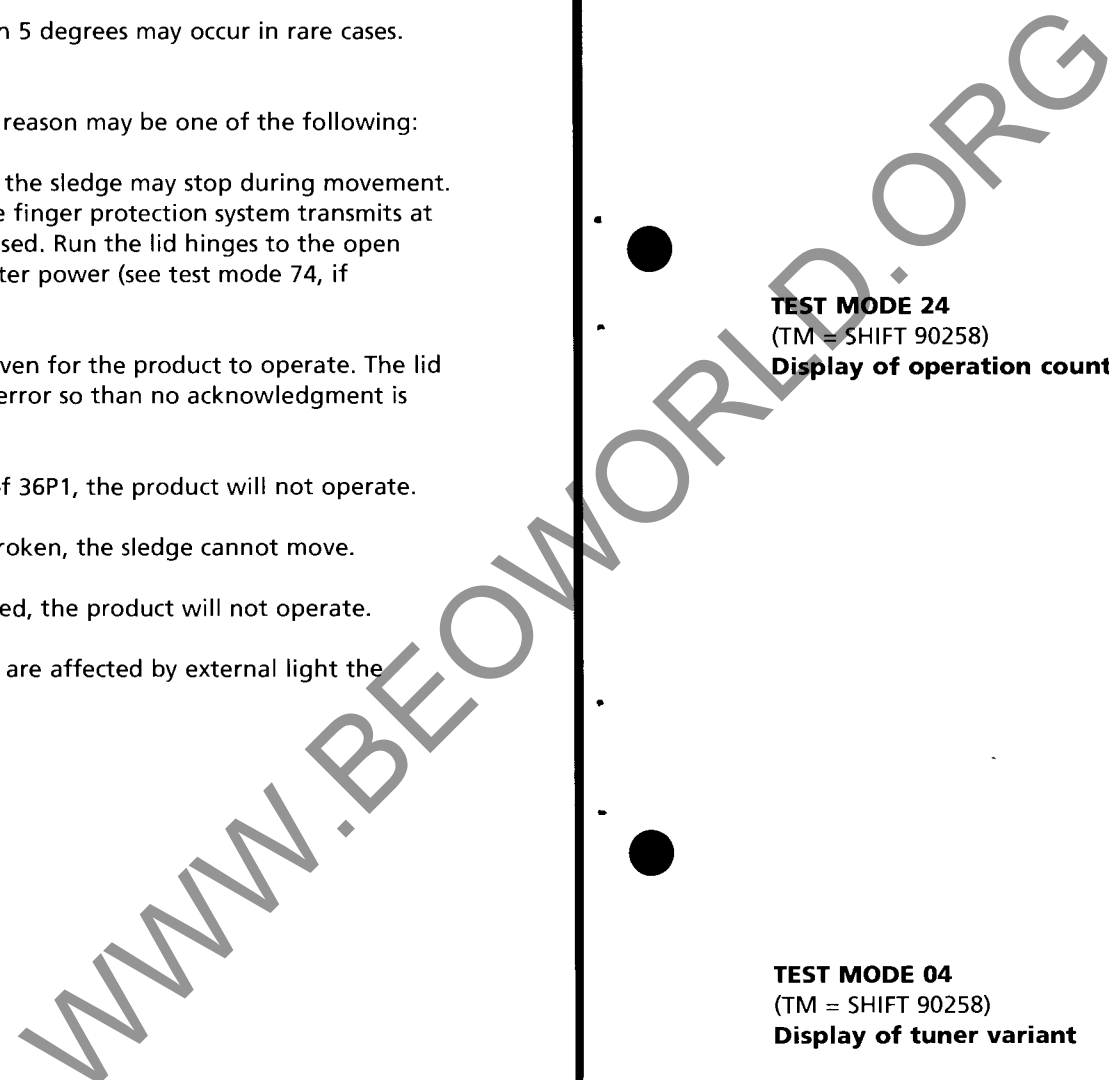 n 5 degrees may occur in rare cases.
reason may be one of the following:
the sledge may stop during movement.
e finger protection system transmits at
sed. Run the lid hinges to the open
ter power (see test mode 74, if
ven for the product to operate. The lid
error so than no acknowledgment is
f 36P1, the product will not operate.
roken, the sledge cannot move.
ed, the product will not operate.
are affected by external light the
TEST MODE 24
(TM = SHIFT 90258)
Display of operation count
TEST MODE 04
(TM = SHIFT 90258)
Display of tuner variant
WWW.BEOWORLD.ORG